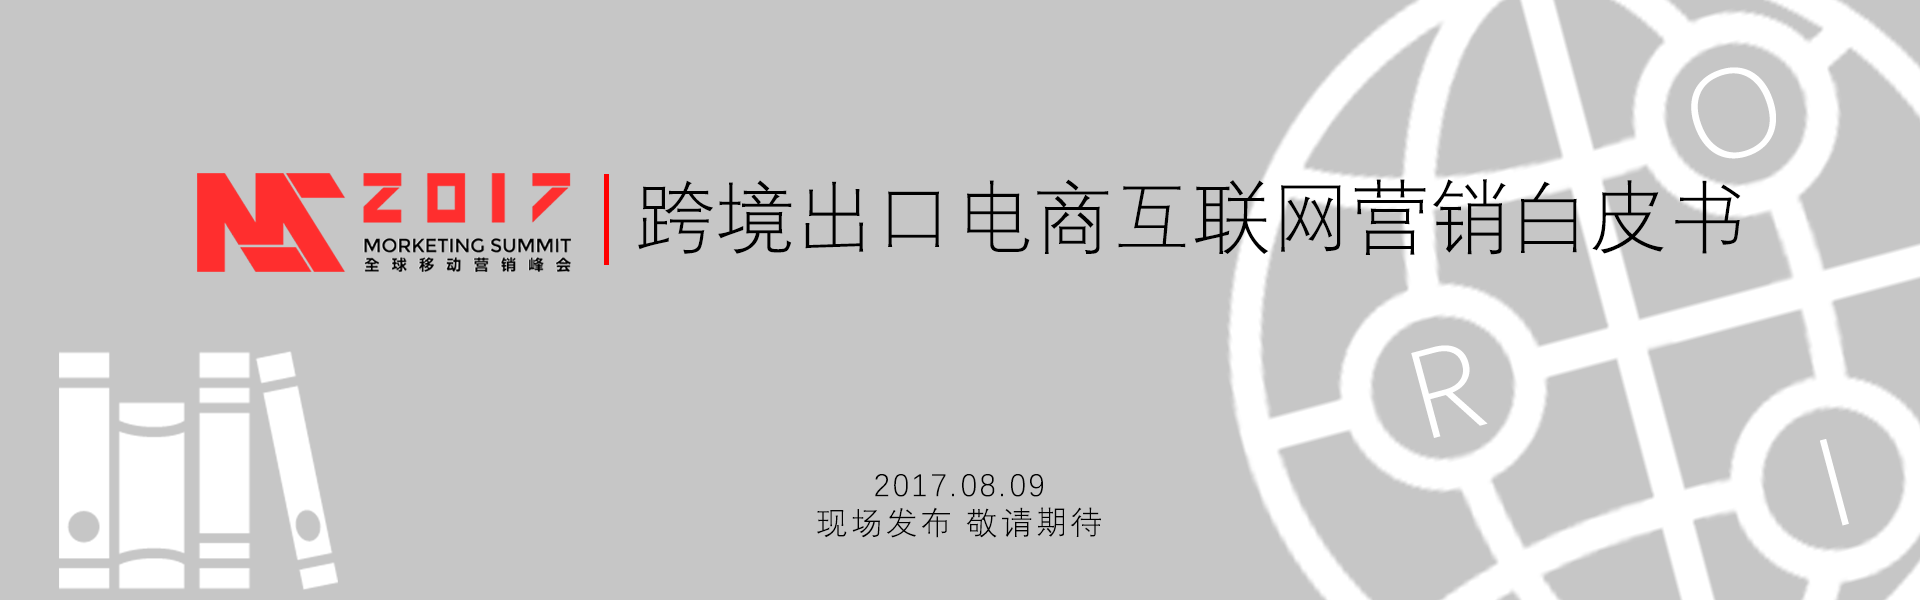 2017
MORKETING SUMMIT
全球移动营销峰会
跨境出口电商互联网营销白皮书
O
R
I
2017.08.09
现场发布 敬请期待